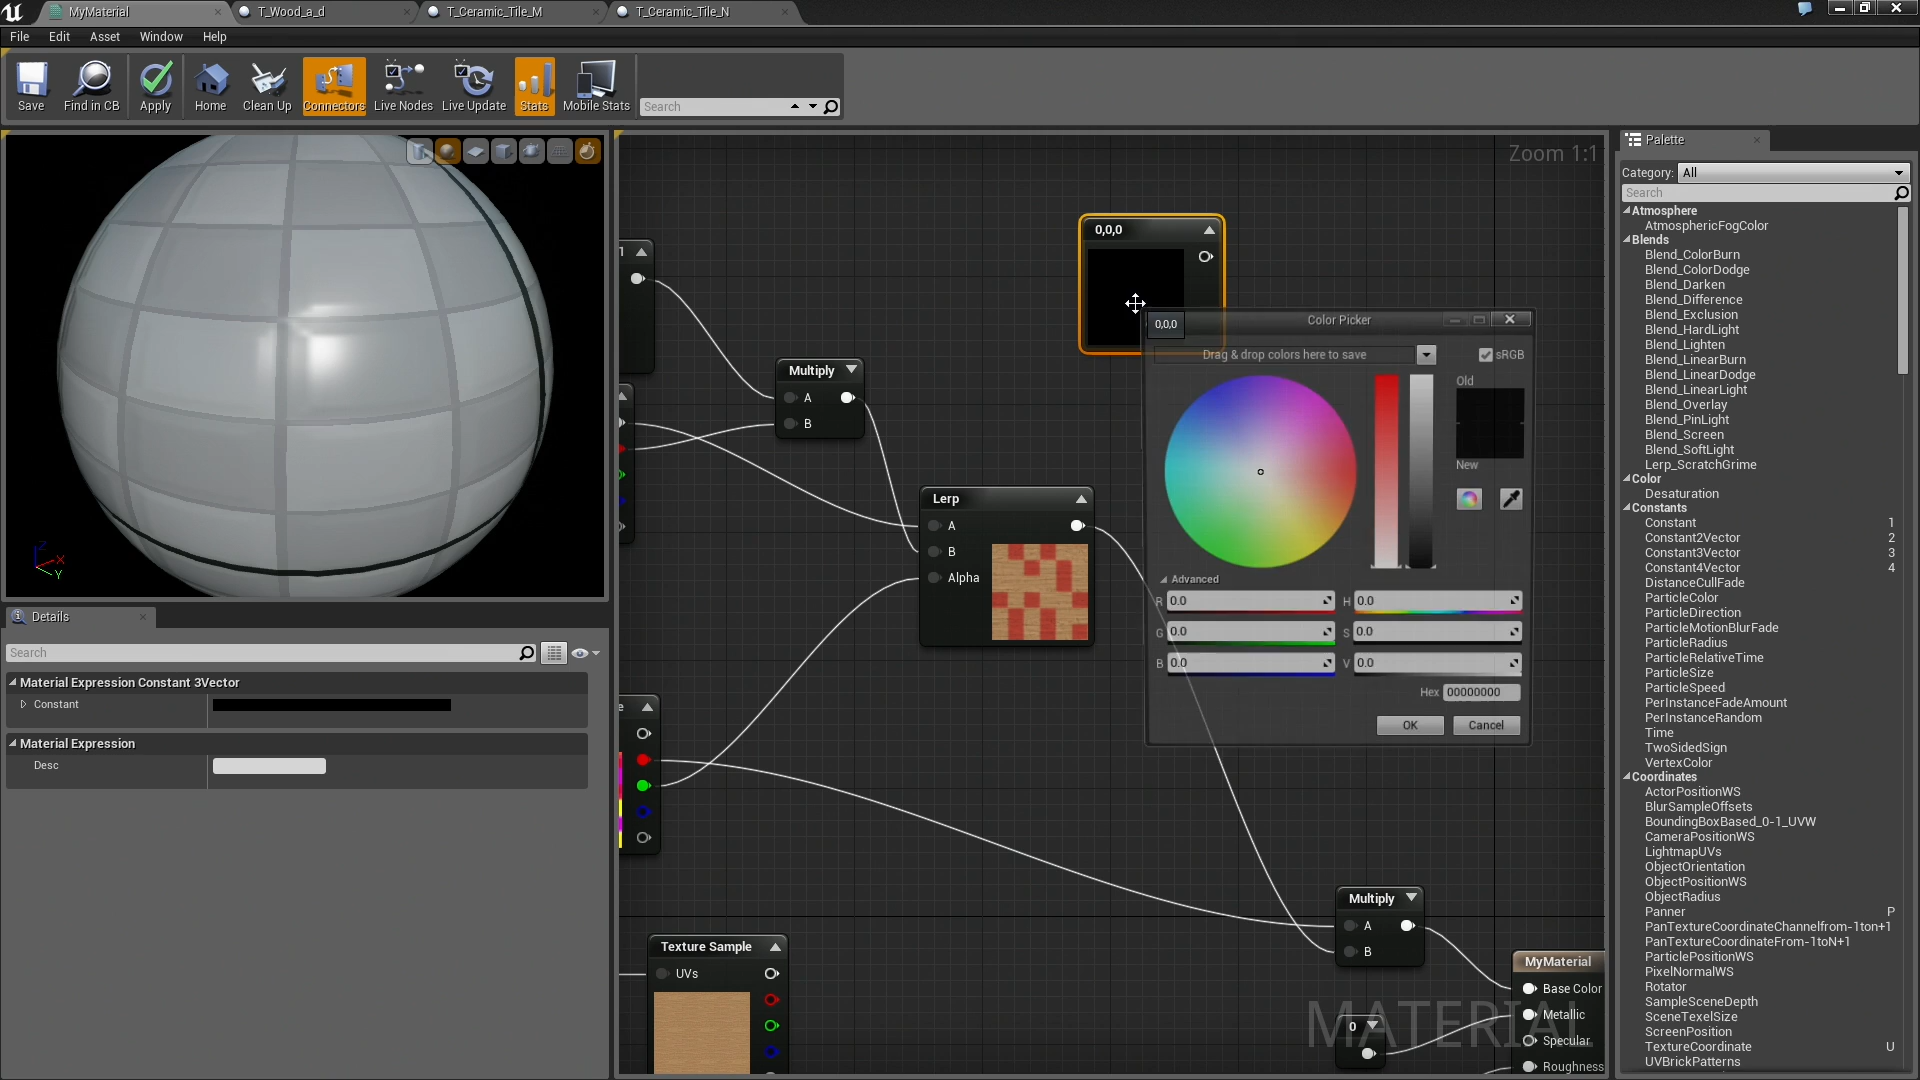 MyMaterial
T_Wood_a_d
T_Ceramic_Tile_M
T_Ceramic_Tile_N
File Edit Asset Window Help
Save
Find in CB
Apply
Home
Clean Up
Connectors
Live Nodes
Live Update
Stats
Mobile Stats
Search
Zoom 1:1
Z
X
Y
Details
Search
Material Expression Constant 3Vector
Constant
Material Expression
Desc
0,0,0
0,0,0
Multiply
A
B
Lerp
A
B
Alpha
e
Texture Sample
UVs
Multiply
A
B
0
MyMaterial
Base Color
Metallic
Specular
Roughness
MATERIAL
Color Picker
Drag & drop colors here to save
sRGB
Old
New
Advanced
R 0.0 H 0.0
G 0.0 S 0.0
B 0.0 V 0.0
Hex 00000000
OK Cancel
Palette
Category: All
Search
Atmosphere
AtmosphericFogColor
Blends
Blend_ColorBurn
Blend_ColorDodge
Blend_Darken
Blend_Difference
Blend_Exclusion
Blend_HardLight
Blend_Lighten
Blend_LinearBurn
Blend_LinearDodge
Blend_LinearLight
Blend_Overlay
Blend_PinLight
Blend_Screen
Blend_SoftLight
Lerp_ScratchGrime
Color
Desaturation
Constants
Constant 1
Constant2Vector 2
Constant3Vector 3
Constant4Vector 4
DistanceCullFade
ParticleColor
ParticleDirection
ParticleMotionBlurFade
ParticleRadius
ParticleRelativeTime
ParticleSize
ParticleSpeed
PerInstanceFadeAmount
PerInstanceRandom
Time
TwoSidedSign
VertexColor
Coordinates
ActorPositionWS
BlurSampleOffsets
BoundingBoxBased_0-1_UVW
CameraPositionWS
LightmapUVs
ObjectOrientation
ObjectPositionWS
ObjectRadius
Panner P
PanTextureCoordinateChannelfrom-1ton+1
PanTextureCoordinateFrom-1toN+1
ParticlePositionWS
PixelNormalWS
Rotator
SampleSceneDepth
SceneTexelSize
ScreenPosition
TextureCoordinate U
UVBrickPatterns